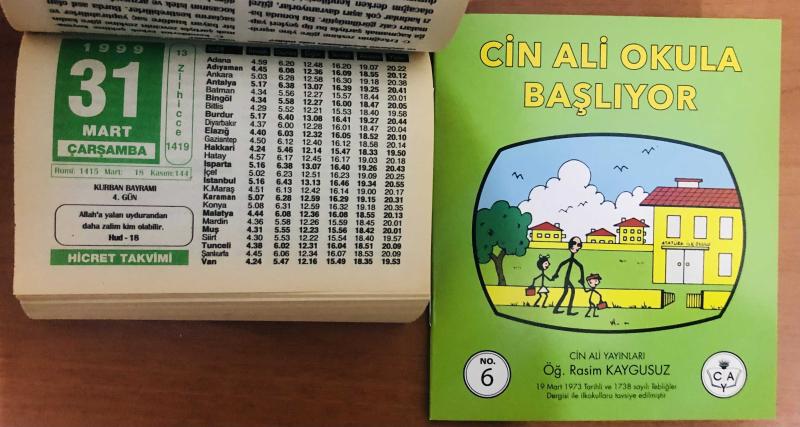 1999
13
Zilhicce
1419
31
MART
ÇARŞAMBA
Rumî: 1415 Mart: 18 Kasım:144
KURBAN BAYRAMI
4. GÜN
Allah'a yalan uydurandan
daha zalim kim olabilir.
Hud - 18
HİCRET TAKVİMİ
Adana 4.59 6.20 12.48 16.20 19.07 20.22
Adıyaman 4.45 6.08 12.36 16.09 18.55 20.12
Ankara 5.03 6.28 12.58 16.30 19.18 20.38
Antalya 5.17 6.38 13.07 16.39 19.25 20.41
Batman 4.34 5.56 12.27 15.57 18.44 20.01
Bingöl 4.34 5.58 12.27 16.00 18.47 20.05
Bitlis 4.29 5.52 12.21 15.53 18.40 19.58
Burdur 5.17 6.40 13.08 16.41 19.27 20.44
Diyarbakır 4.37 6.00 12.28 16.01 18.47 20.04
Elazığ 4.40 6.03 12.32 16.05 18.52 20.10
Gaziantep 4.50 6.12 12.40 16.12 18.58 20.14
Hakkari 4.24 5.46 12.14 15.47 18.33 19.50
Hatay 4.57 6.17 12.45 16.17 19.03 20.18
Isparta 5.16 6.38 13.07 16.40 19.26 20.43
İçel 5.02 6.23 12.51 16.23 19.09 20.25
İstanbul 5.16 6.43 13.13 16.46 19.34 20.55
K.Maraş 4.51 6.13 12.42 16.14 19.00 20.17
Karaman 5.07 6.28 12.59 16.29 19.15 20.31
Konya 5.08 6.31 12.59 16.32 19.18 20.35
Malatya 4.44 6.08 12.36 16.08 18.55 20.13
Mardin 4.36 5.58 12.26 15.59 18.45 20.01
Muş 4.31 5.55 12.23 15.56 18.42 20.01
Siirt 4.30 5.53 12.22 15.54 18.40 19.57
Tunceli 4.38 6.02 12.31 16.04 18.51 20.09
Şanlıurfa 4.45 6.06 12.34 16.07 18.53 20.09
Van 4.24 5.47 12.16 15.49 18.35 19.53
CİN ALİ OKULA
BAŞLIYOR
ATATÜRK İLKOKULU
NO.
6
CİN ALİ YAYINLARI
Öğ. Rasim KAYGUSUZ
19 Mart 1973 Tarihli ve 1738 sayılı Tebliğler
Dergisi ile ilkokullara tavsiye edilmiştir
C A
Y